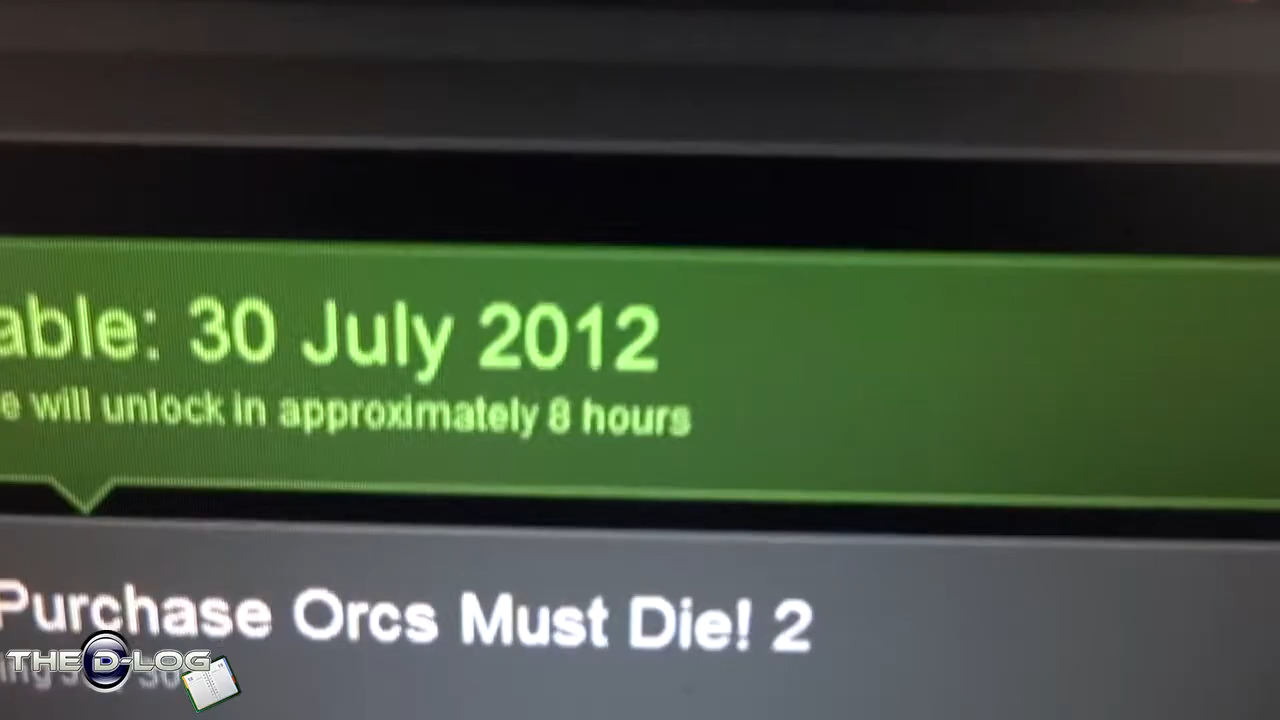 able: 30 July 2012
e will unlock in approximately 8 hours
Purchase Orcs Must Die! 2
THE D-LOG